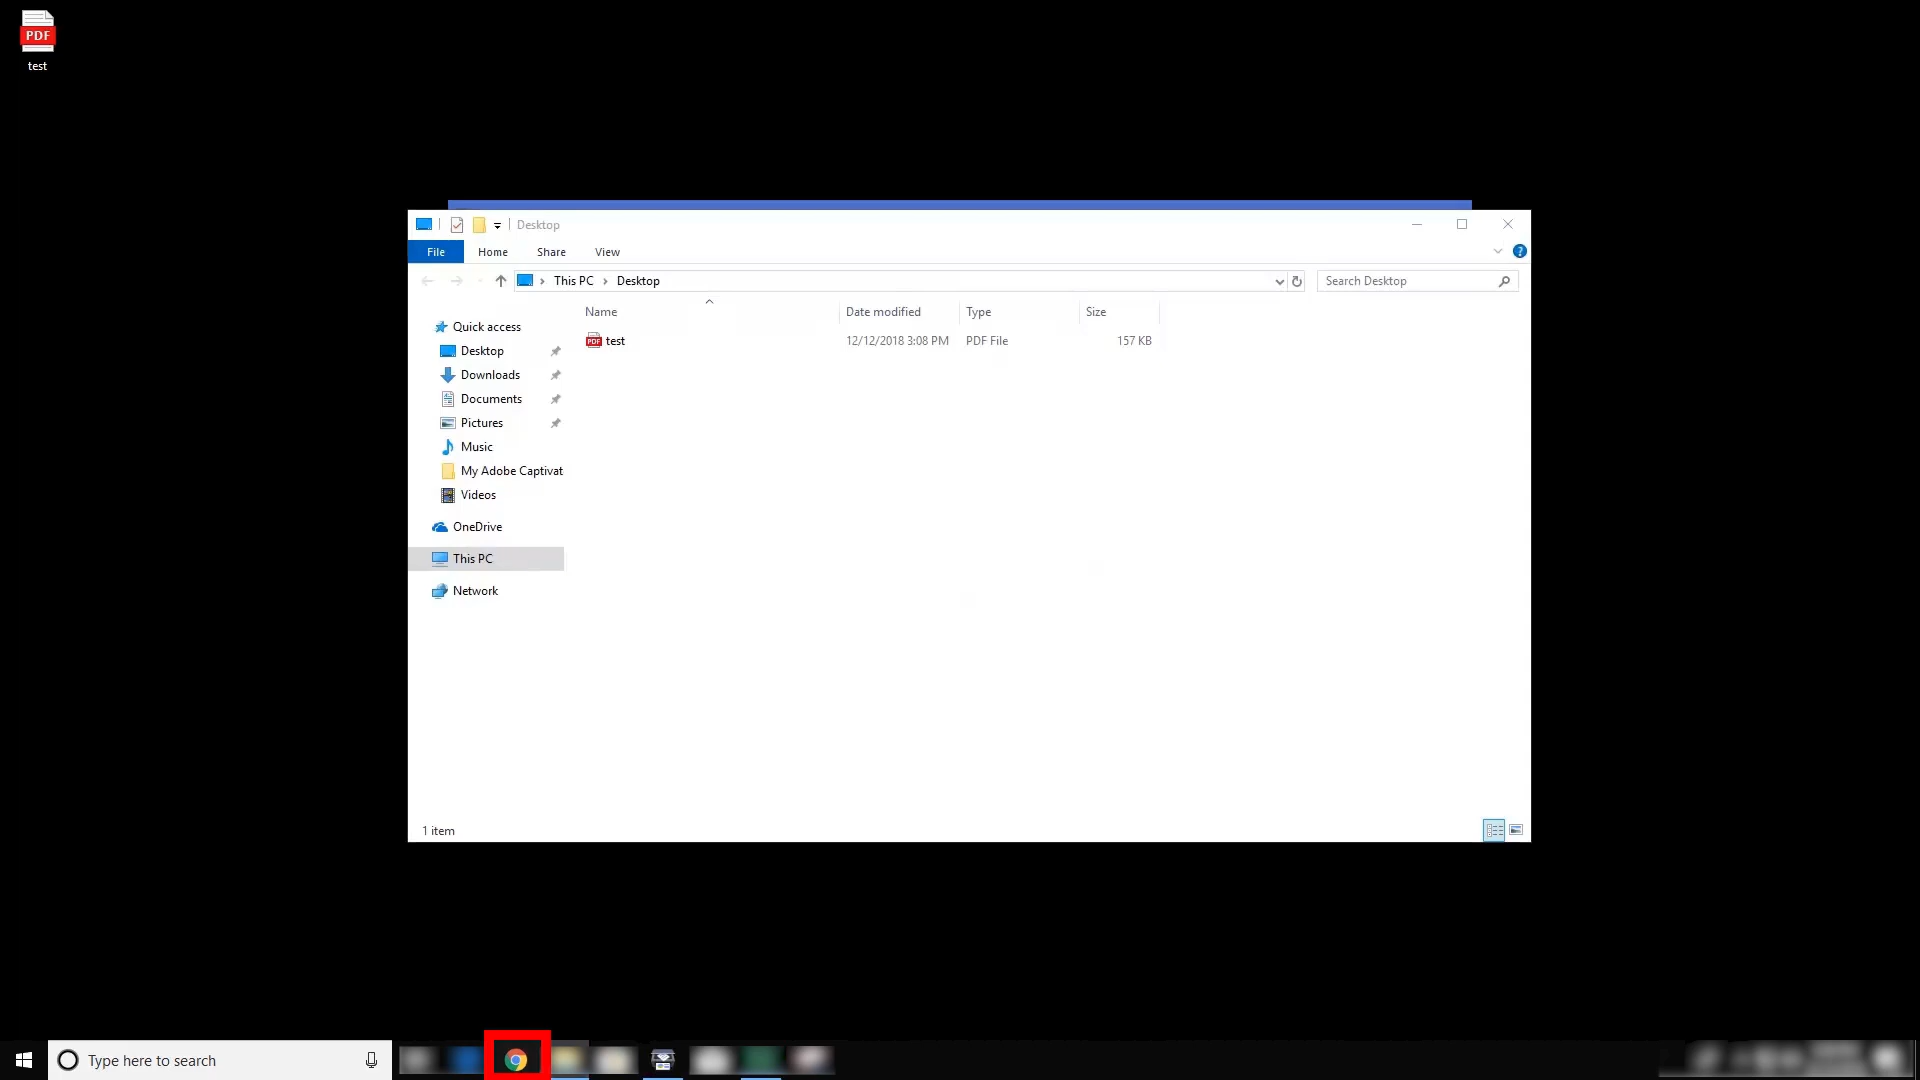 PDF
test
Desktop
File Home Share View
?
This PC Desktop
Search Desktop
Name Date modified Type Size
PDF test 12/12/2018 3:08 PM PDF File 157 KB
Quick access
Desktop
Downloads
Documents
Pictures
Music
My Adobe Captivat
Videos
OneDrive
This PC
Network
1 item
Type here to search